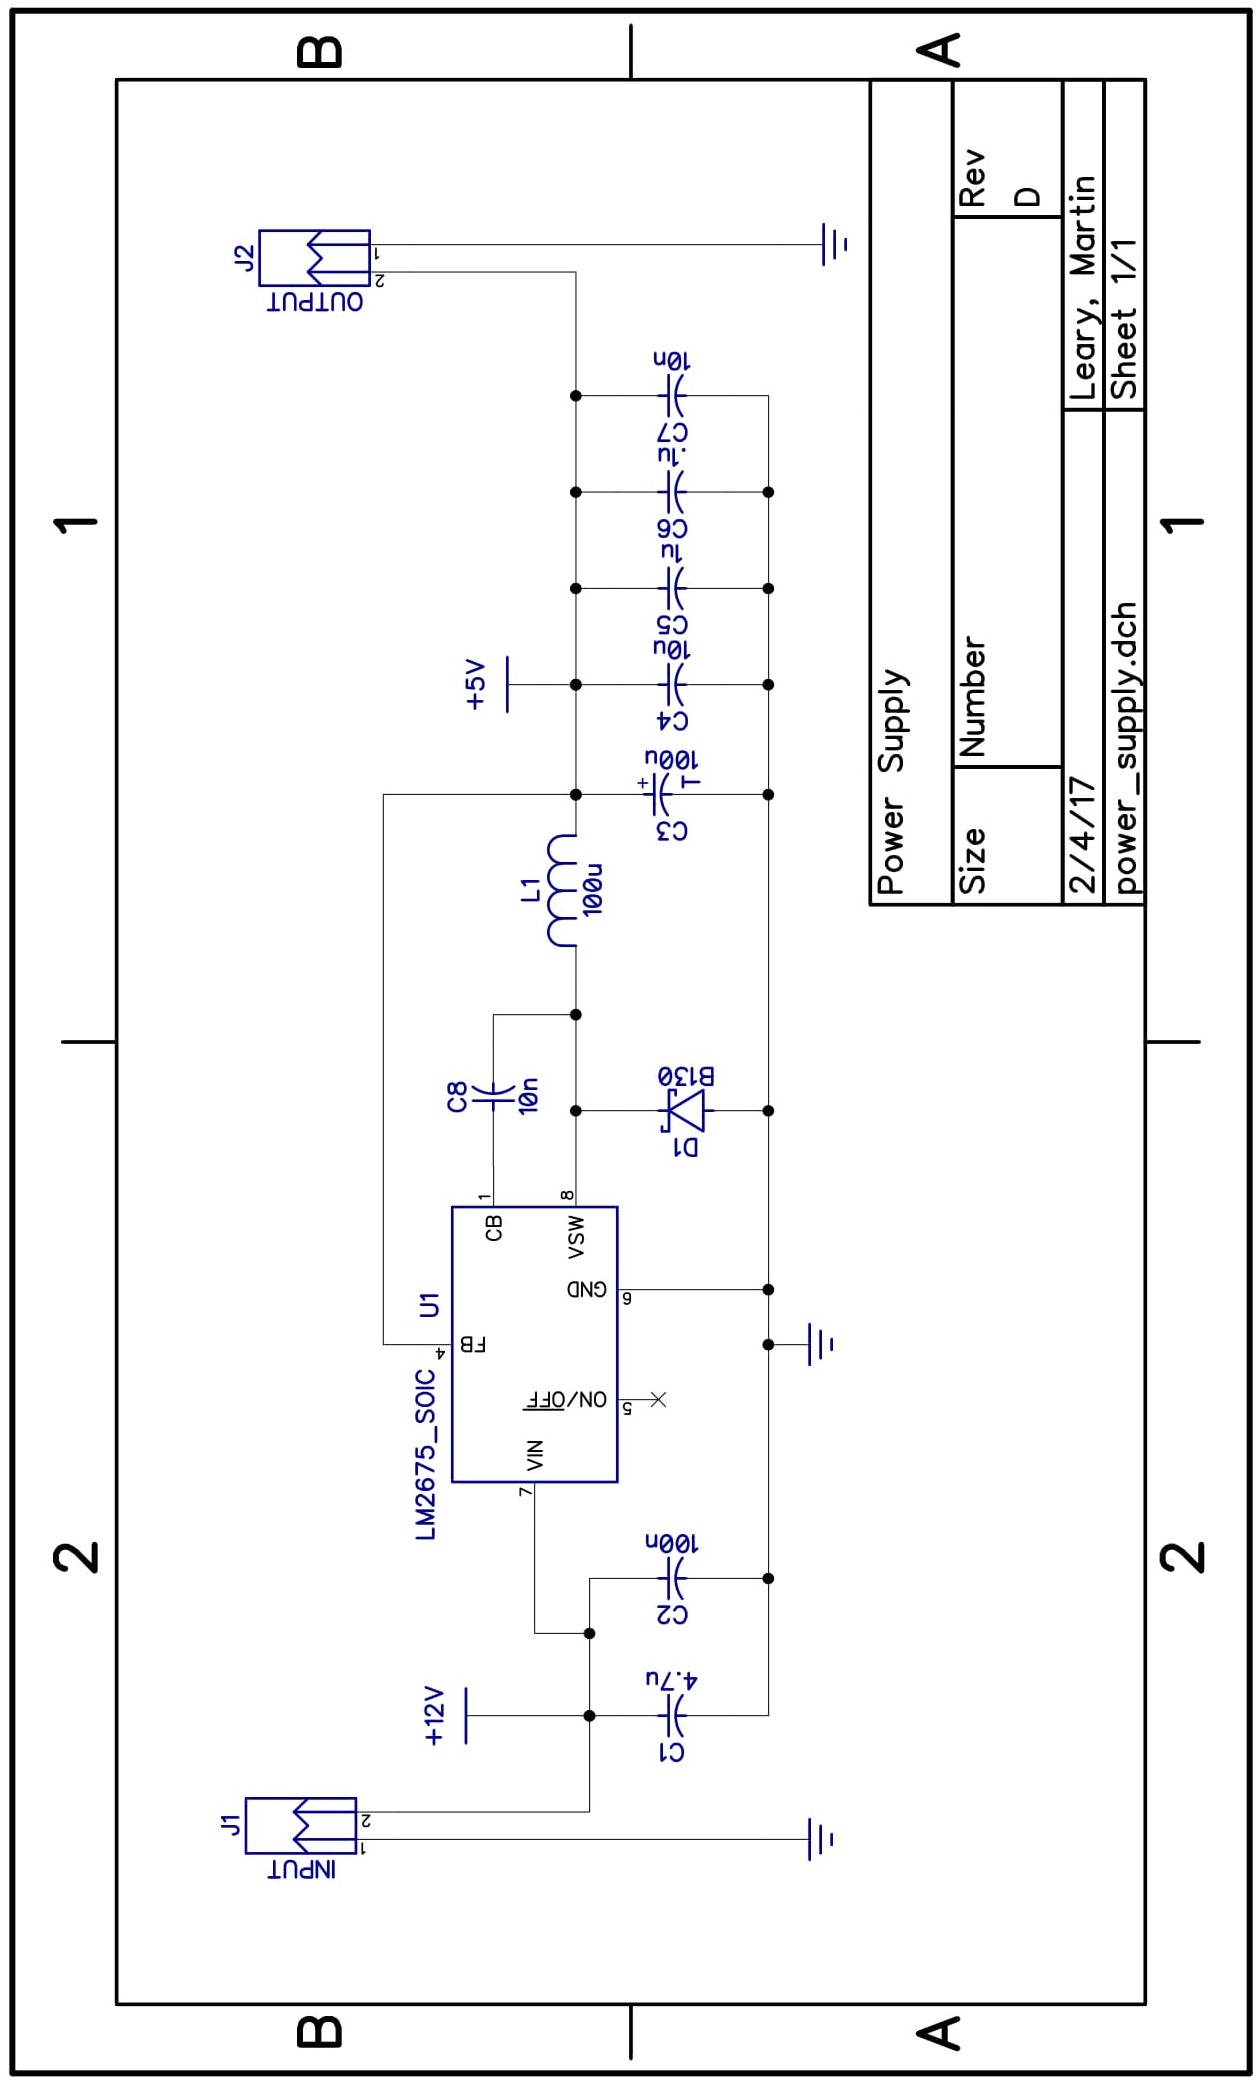 B
A
1
2
1
2
B
A
J1
INPUT
1
2
+12V
C1
4.7u
C2
100n
LM2675_SOIC
U1
7
VIN
ON/OFF
5
4
FB
GND
6
CB
1
VSW
8
C8
10n
D1
B130
L1
100u
C3
100u
+
T
+5V
C4
10u
C5
1u
C6
.1u
C7
10n
J2
OUTPUT
2
1
Power Supply
Size
Number
Rev
D
2/4/17
Leary, Martin
power_supply.dch
Sheet 1/1